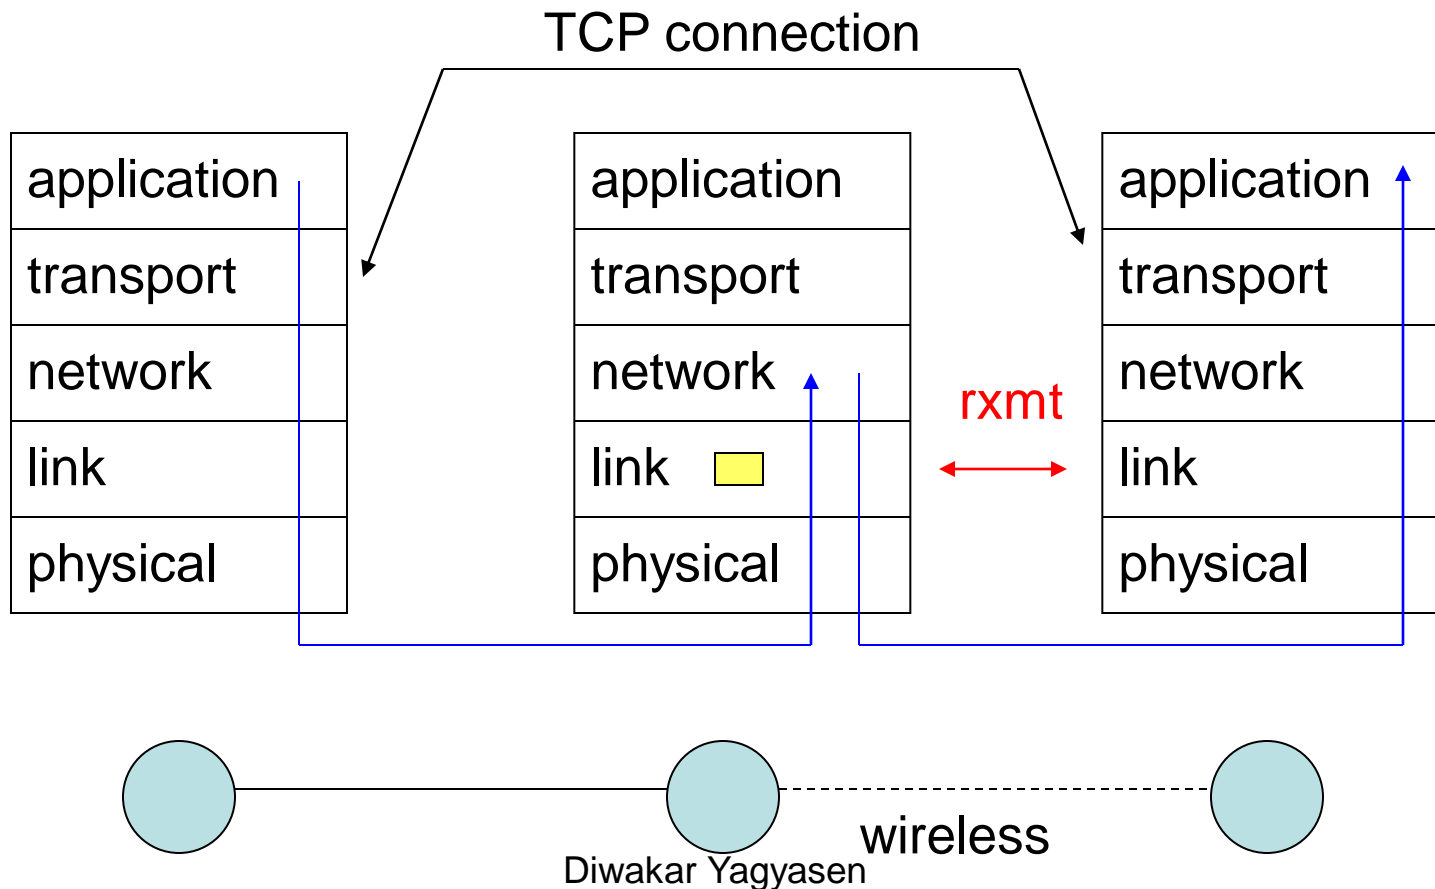 TCP connection
application
transport
network
link
physical
application
transport
network
link
physical
rxmt
application
transport
network
link
physical
wireless
Diwakar Yagyasen